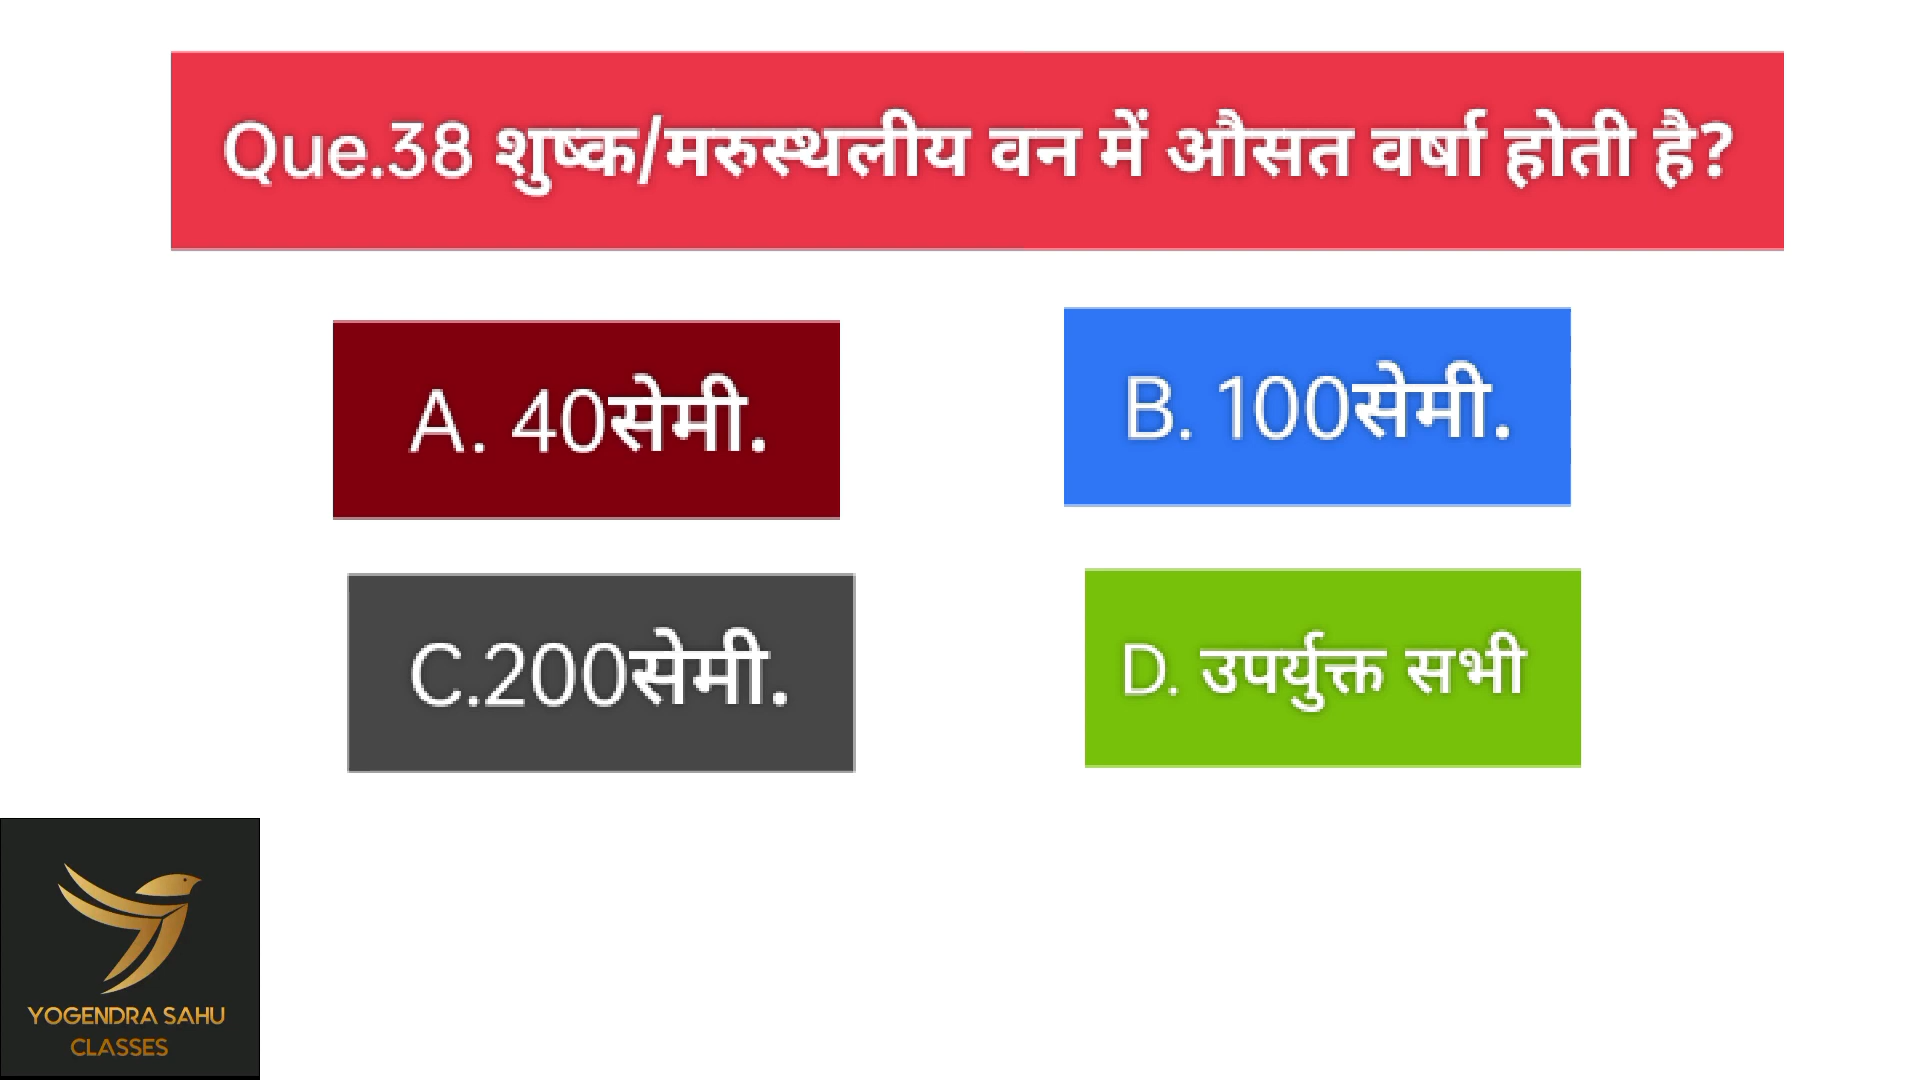 Que.38 शुष्क/मरुस्थलीय वन में औसत वर्षा होती है?
A. 40सेमी.
B. 100सेमी.
C.200सेमी.
D. उपर्युक्त सभी
YOGENDRA SAHU
CLASSES